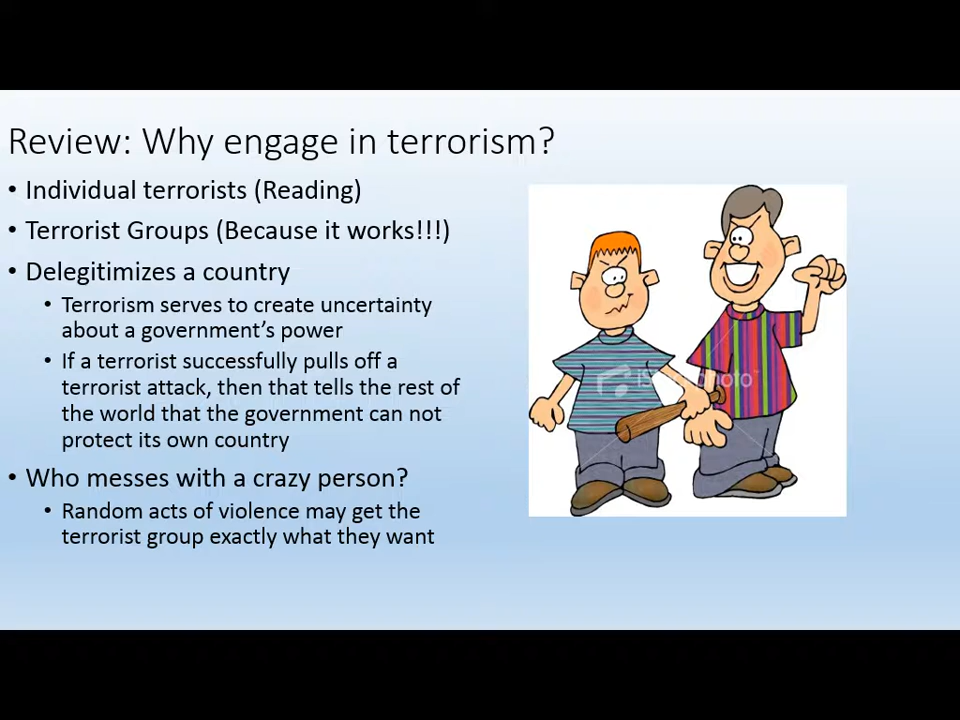 Review: Why engage in terrorism?
• Individual terrorists (Reading)
• Terrorist Groups (Because it works!!!)
• Delegitimizes a country
• Terrorism serves to create uncertainty
about a government's power
• If a terrorist successfully pulls off a
terrorist attack, then that tells the rest of
the world that the government can not
protect its own country
• Who messes with a crazy person?
• Random acts of violence may get the
terrorist group exactly what they want